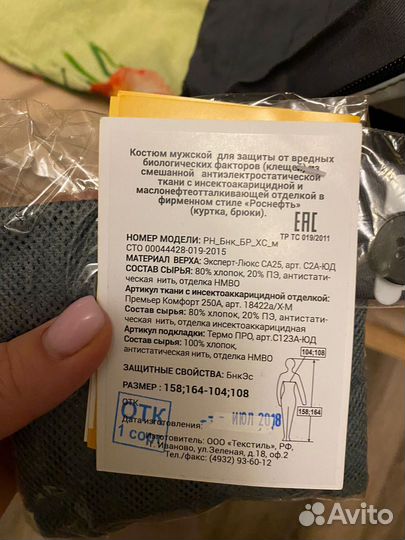 Костюм мужской для защиты от вредных
биологических факторов (клещей) из
смешанной антиэлектростатической
ткани с инсектоакарицидной и
маслонефтеотталкивающей отделкой в
фирменном стиле «Роснефть»
(куртка, брюки).
ЕАС
ТР ТС 019/2011
НОМЕР МОДЕЛИ: РН_Бнк_БР_ХС_м
СТО 00044428-019-2015
МАТЕРИАЛ ВЕРХА: Эксперт-Люкс СА25, арт. С2А-ЮД
СОСТАВ СЫРЬЯ: 80% хлопок, 20% ПЭ, антистати-
ческая нить, отделка НМВО
Артикул ткани с инсектоакарицидной отделкой:
Премьер Комфорт 250А, арт. 18422а/Х-М
Состав сырья: 80% хлопок, 20% ПЭ, антистати-
ческая нить, отделка инсектоакарицидная
Артикул подкладки: Термо ПРО, арт.С123А-ЮД
Состав сырья: 100% хлопок,
антистатическая нить, отделка НМВО
ЗАЩИТНЫЕ СВОЙСТВА: БнкЭс
РАЗМЕР : 158;164-104;108
104;108
158;164
ОТК
ОТК
1 сорт
Дата изготовления:
ИЮЛ 2018
Изготовитель: ООО «Текстиль», РФ,
г. Иваново, ул.Зеленая, д.18, оф.2
Тел./факс: (4932) 93-60-12
Avito